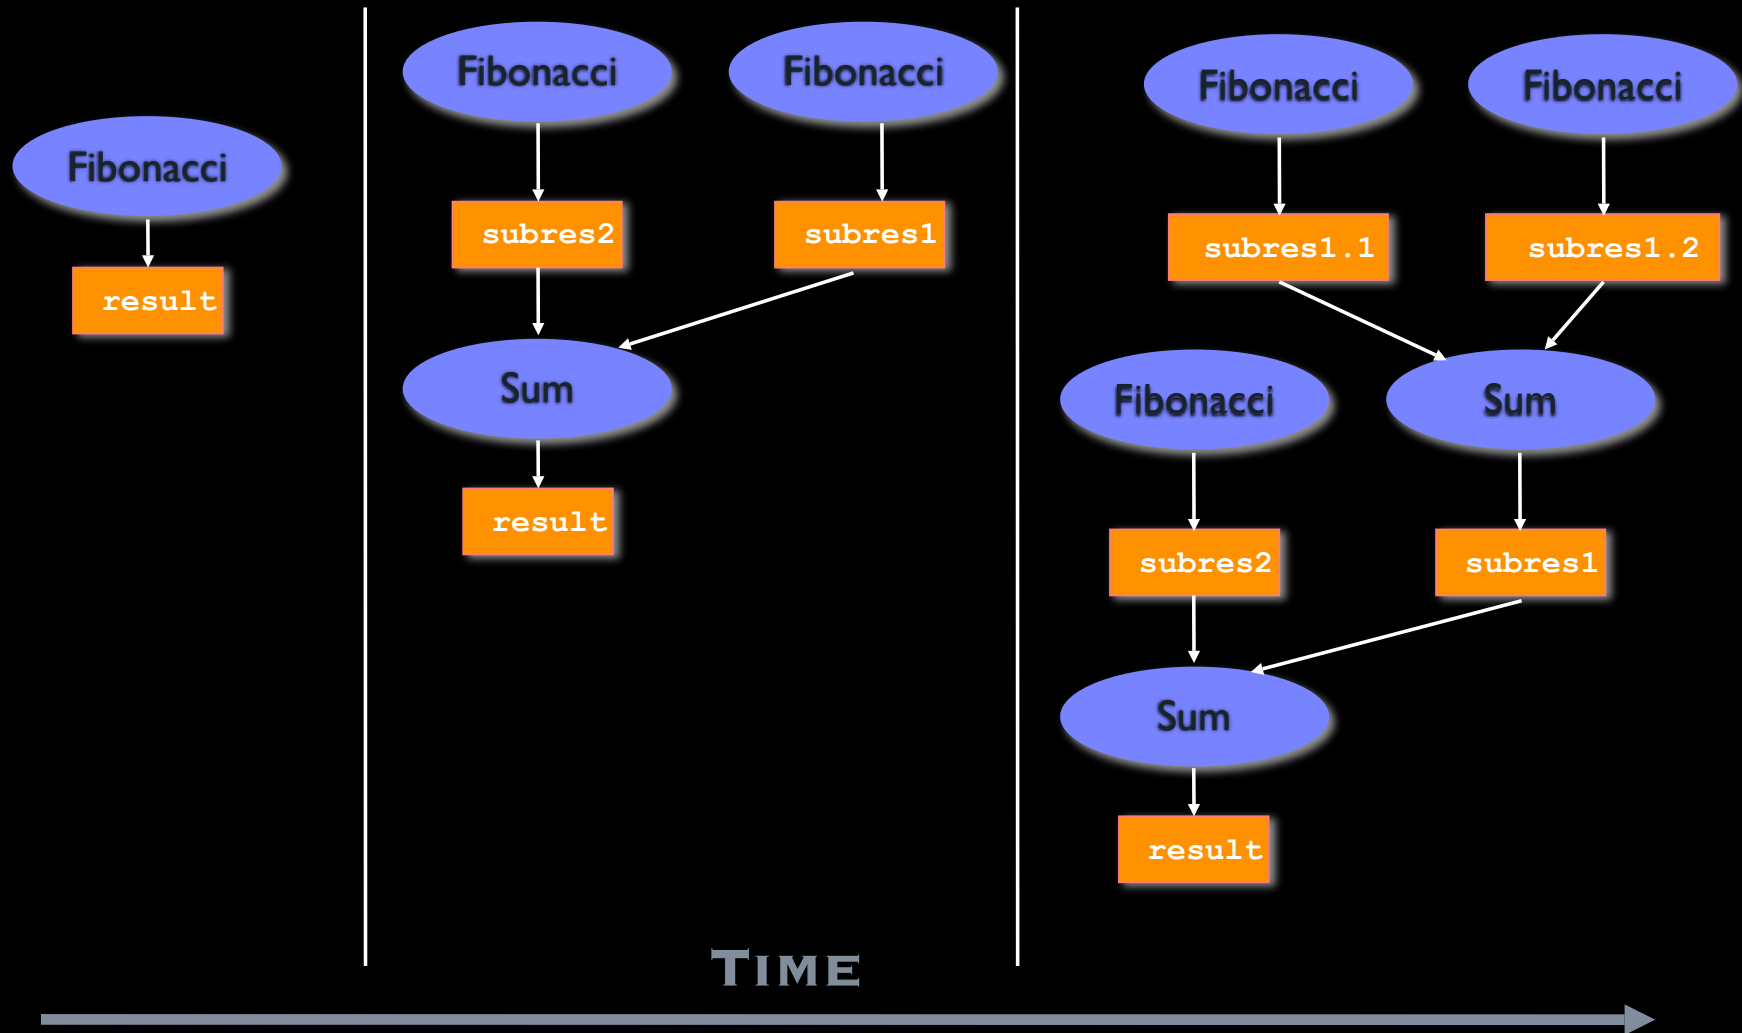 Fibonacci
result
Fibonacci
Fibonacci
subres2
subres1
Sum
result
Fibonacci
Fibonacci
subres1.1
subres1.2
Fibonacci
Sum
subres2
subres1
Sum
result
TIME